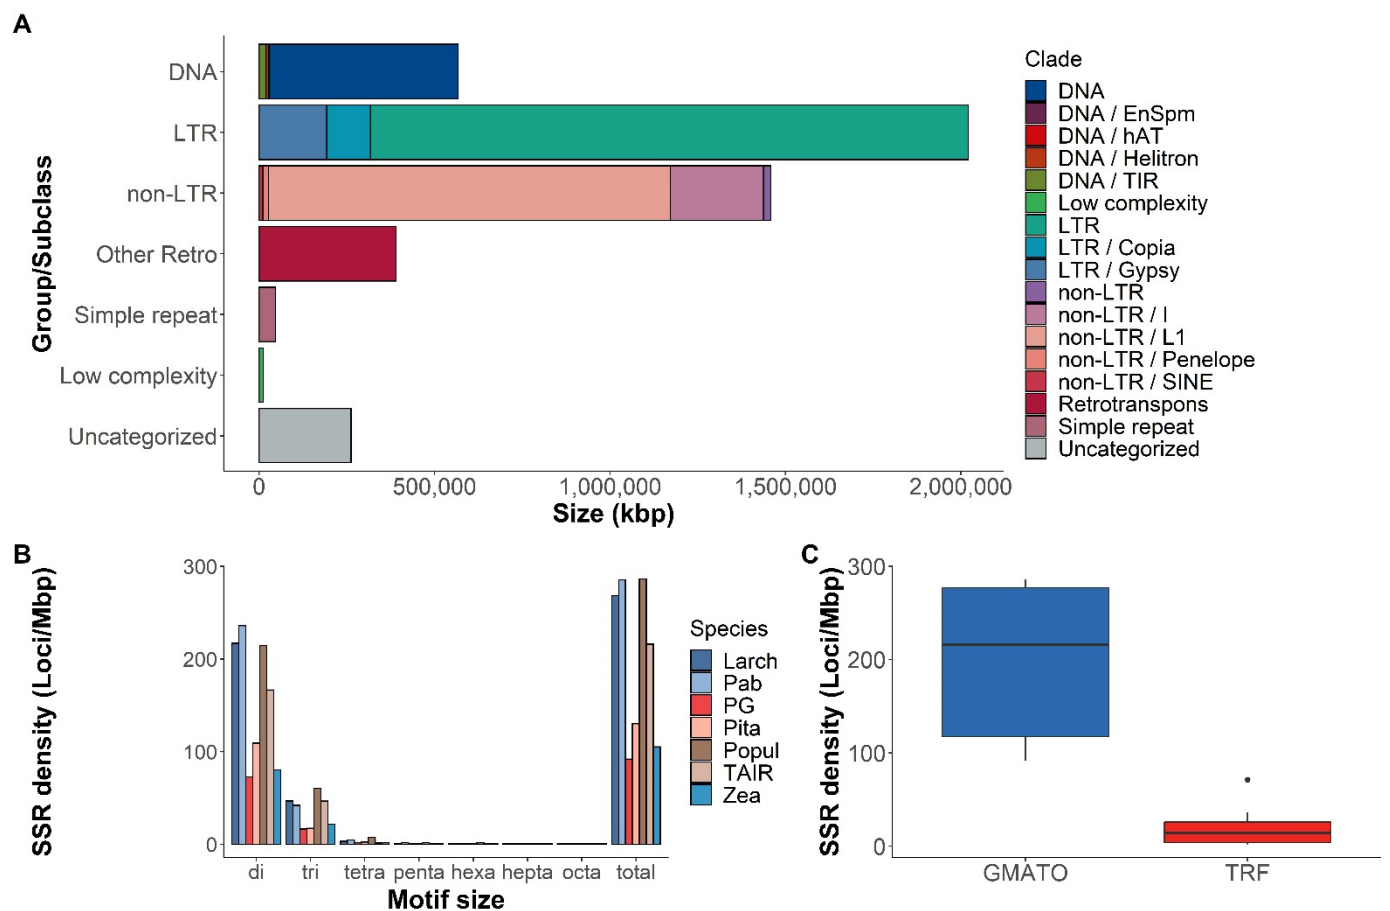 A
Group/Subclass
DNA
LTR
non-LTR
Other Retro
Simple repeat
Low complexity
Uncategorized
0 500,000 1,000,000 1,500,000 2,000,000
Size (kbp)
Clade
DNA
DNA / EnSpm
DNA / hAT
DNA / Helitron
DNA / TIR
Low complexity
LTR
LTR / Copia
LTR / Gypsy
non-LTR
non-LTR / I
non-LTR / L1
non-LTR / Penelope
non-LTR / SINE
Retrotranspons
Simple repeat
Uncategorized
B
SSR density (Loci/Mbp)
300
200
100
0
di tri tetra penta hexa hepta octa total
Motif size
Species
Larch
Pab
PG
Pita
Popul
TAIR
Zea
C
SSR density (Loci/Mbp)
300
200
100
0
GMATO TRF